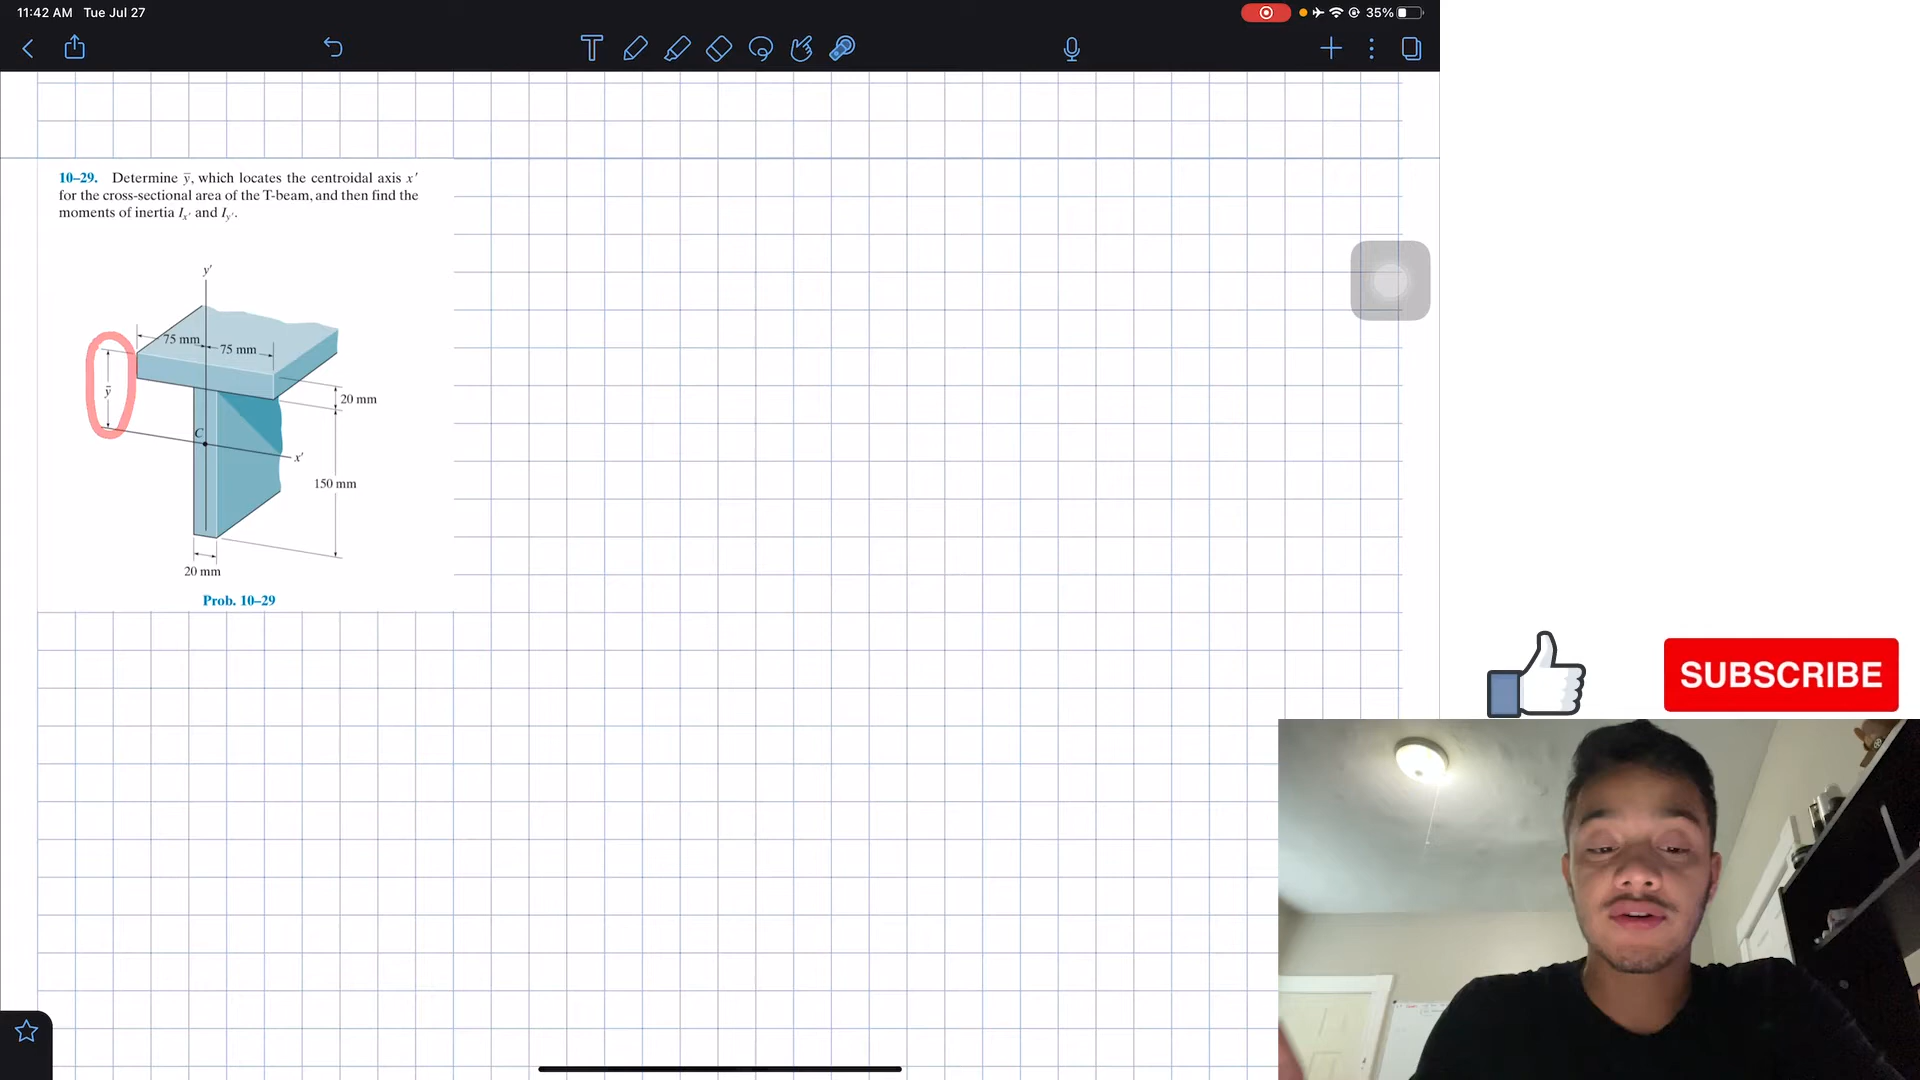 11:42 AM Tue Jul 27
35%
10–29. Determine y̅, which locates the centroidal axis x′
for the cross-sectional area of the T-beam, and then find the
moments of inertia Ix′ and Iy′.
y′
75 mm
75 mm
y̅
20 mm
C
x′
150 mm
20 mm
Prob. 10–29
SUBSCRIBE